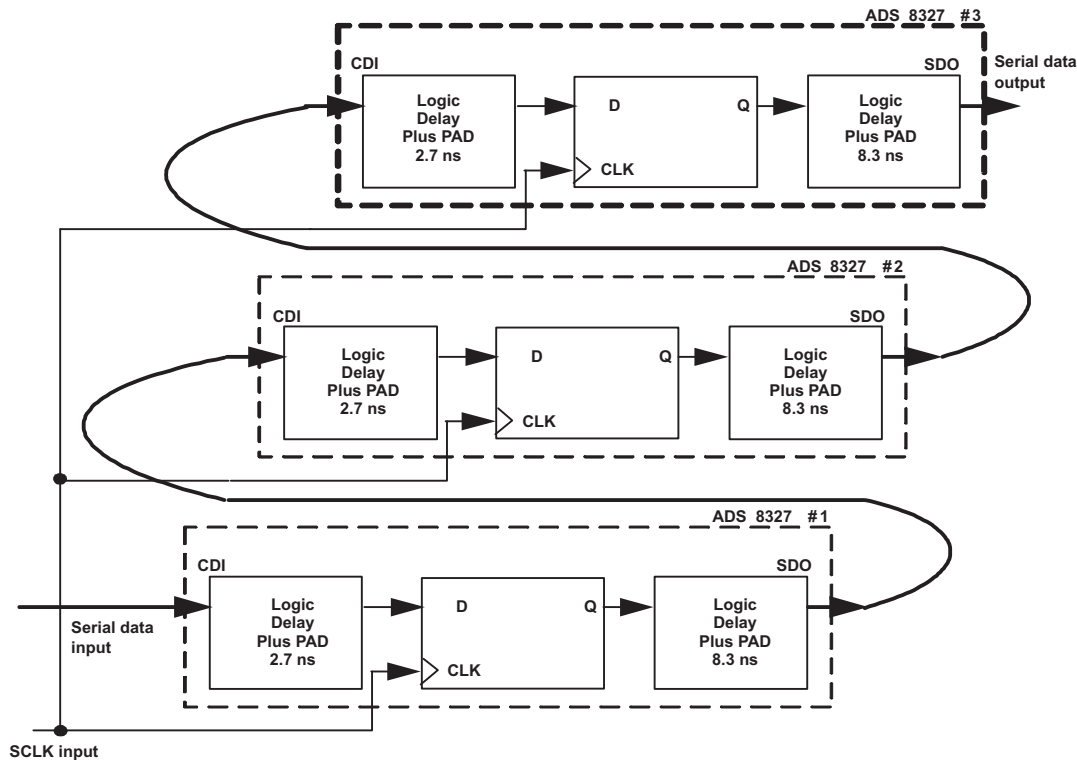 ADS 8327 #3
CDI
SDO
Serial data
output
Logic
Delay
Plus PAD
2.7 ns
D
Q
CLK
Logic
Delay
Plus PAD
8.3 ns
ADS 8327 #2
CDI
SDO
Logic
Delay
Plus PAD
2.7 ns
D
Q
CLK
Logic
Delay
Plus PAD
8.3 ns
ADS 8327 #1
CDI
SDO
Logic
Delay
Plus PAD
2.7 ns
D
Q
CLK
Logic
Delay
Plus PAD
8.3 ns
Serial data
input
SCLK input